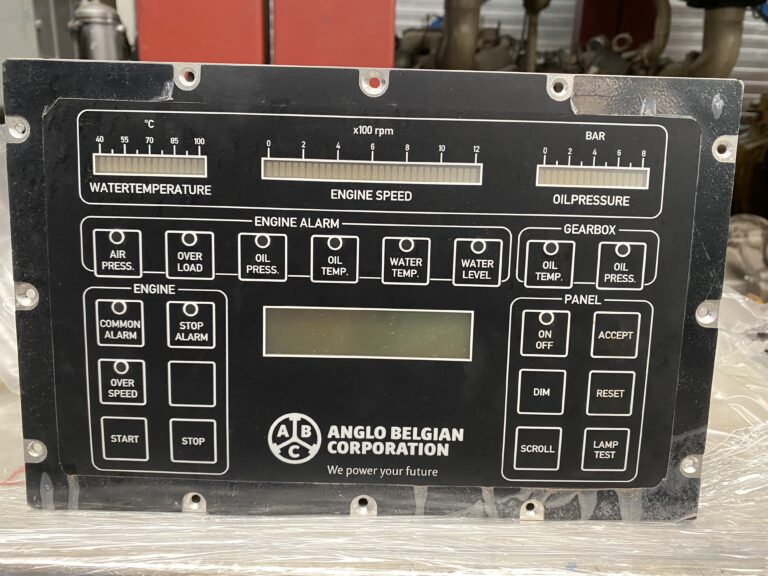 °C
40 55 70 85 100
WATERTEMPERATURE
x100 rpm
0 2 4 6 8 10 12
ENGINE SPEED
BAR
0 2 4 6 8
OILPRESSURE
ENGINE ALARM
AIR
PRESS.
OVER
LOAD
OIL
PRESS.
OIL
TEMP.
WATER
TEMP.
WATER
LEVEL
GEARBOX
OIL
TEMP.
OIL
PRESS.
ENGINE
COMMON
ALARM
STOP
ALARM
OVER
SPEED
START
STOP
PANEL
ON
OFF
ACCEPT
DIM
RESET
SCROLL
LAMP
TEST
A B C
ANGLO BELGIAN
CORPORATION
We power your future